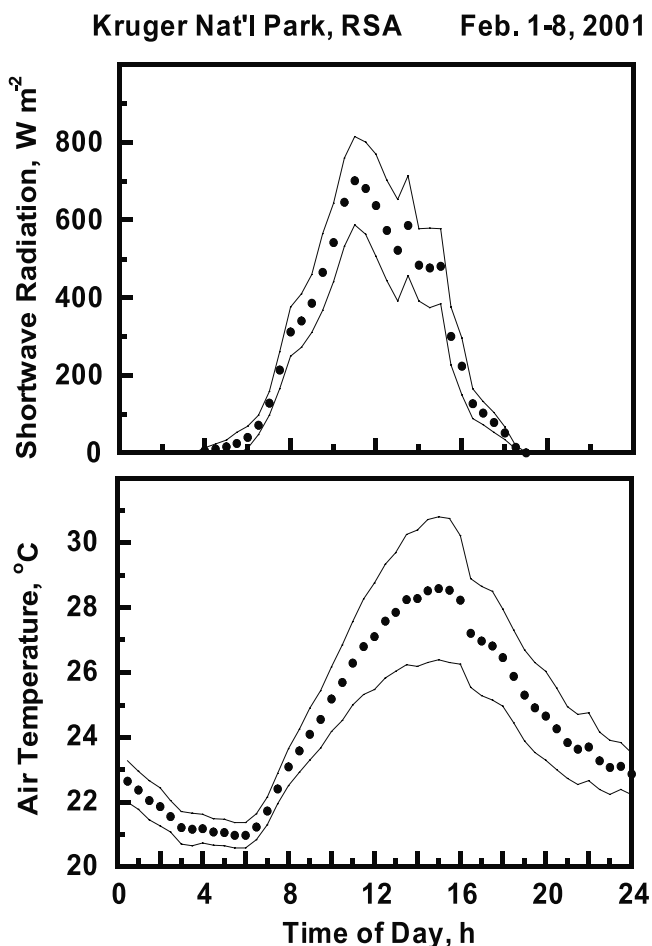 Kruger Nat'l Park, RSA Feb. 1-8, 2001
Shortwave Radiation, W m-2
800
600
400
200
0
Air Temperature, oC
30
28
26
24
22
20
0 4 8 12 16 20 24
Time of Day, h